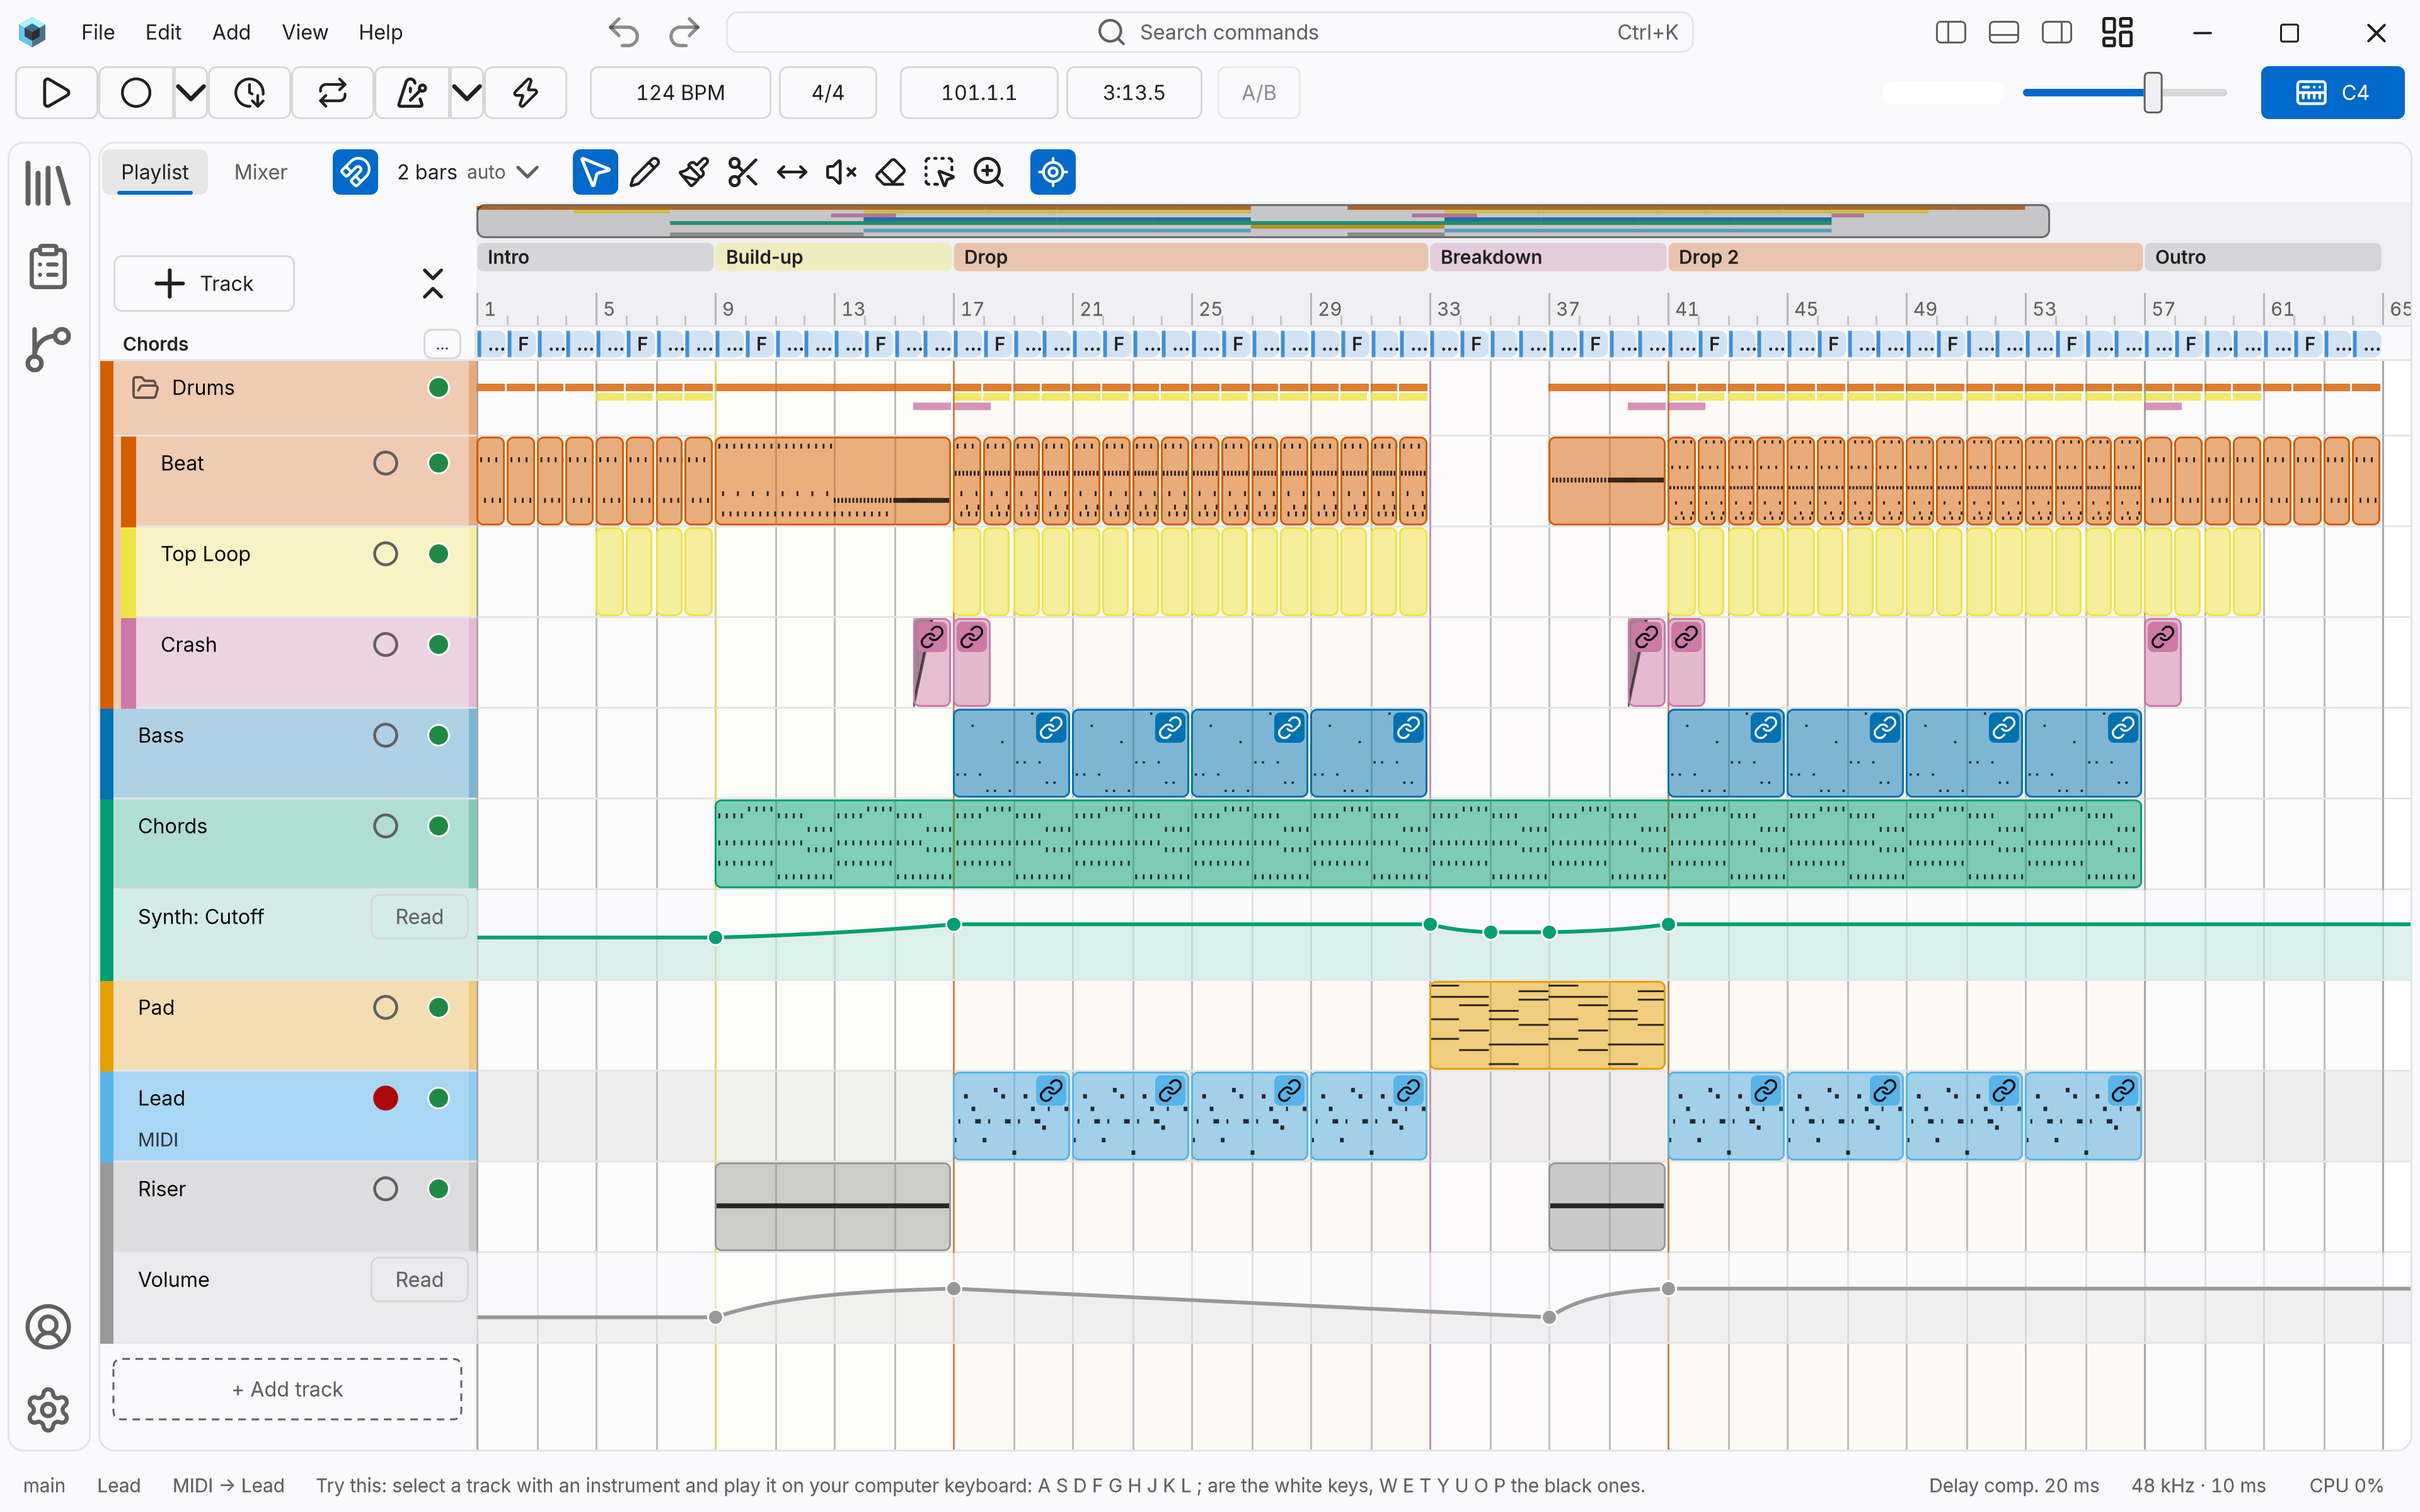 File Edit Add View Help Search commands Ctrl+K
124 BPM 4/4 101.1.1 3:13.5 A/B C4
Playlist Mixer 2 bars auto
Intro Build-up Drop Breakdown Drop 2 Outro
Track
1 5 9 13 17 21 25 29 33 37 41 45 49 53 57 61 65
Chords ... ... F ... ... ... F ... ... ... F ... ... ... F ... ... ... F ... ... ... F ... ... ... F ... ... ... F ... ... ... F ... ... ... F ... ... ... F ... ... ... F ... ... ... F ... ... ... F ... ... ... F ... ... ... F ... ...
Drums
Beat
Top Loop
Crash
Bass
Chords
Synth: Cutoff Read
Pad
Lead
MIDI
Riser
Volume Read
+ Add track
main Lead MIDI → Lead Try this: select a track with an instrument and play it on your computer keyboard: A S D F G H J K L ; are the white keys, W E T Y U O P the black ones. Delay comp. 20 ms 48 kHz · 10 ms CPU 0%